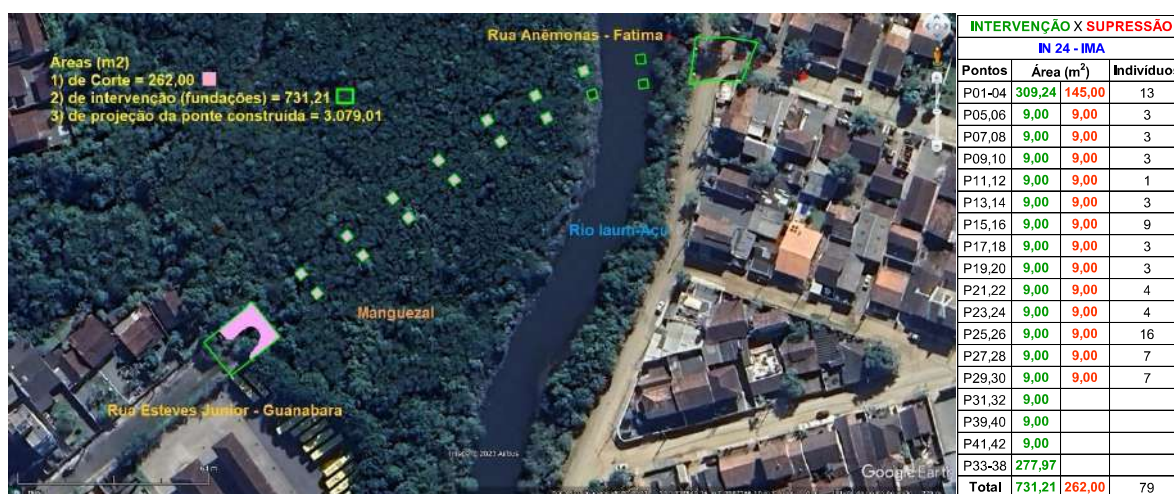 Rua Anêmonas - Fatima
Áreas (m2)
1) de Corte = 262,00
2) de intervenção (fundações) = 731,21
3) de projeção da ponte construída = 3.079,01
Rio Iaum-Açu
Manguezal
Rua Esteves Junior - Guanabara
Image © 2023 Airbus
Google Earth
INTERVENÇÃO X SUPRESSÃO
IN 24 - IMA
Pontos Área (m²) Indivíduos
P01-04 309,24 145,00 13
P05,06 9,00 9,00 3
P07,08 9,00 9,00 3
P09,10 9,00 9,00 3
P11,12 9,00 9,00 1
P13,14 9,00 9,00 3
P15,16 9,00 9,00 9
P17,18 9,00 9,00 3
P19,20 9,00 9,00 3
P21,22 9,00 9,00 4
P23,24 9,00 9,00 4
P25,26 9,00 9,00 16
P27,28 9,00 9,00 7
P29,30 9,00 9,00 7
P31,32 9,00
P39,40 9,00
P41,42 9,00
P33-38 277,97
Total 731,21 262,00 79